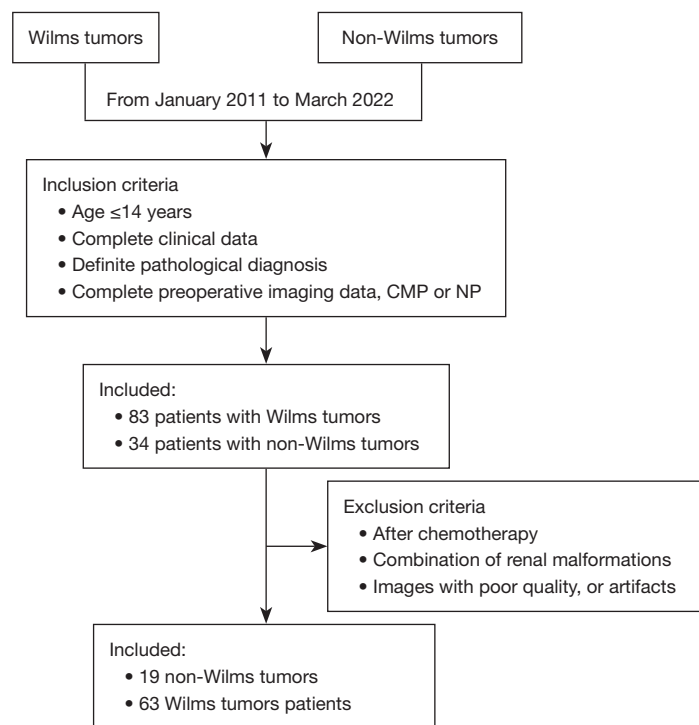 Wilms tumors
Non-Wilms tumors
From January 2011 to March 2022
Inclusion criteria
• Age ≤14 years
• Complete clinical data
• Definite pathological diagnosis
• Complete preoperative imaging data, CMP or NP
Included:
• 83 patients with Wilms tumors
• 34 patients with non-Wilms tumors
Exclusion criteria
• After chemotherapy
• Combination of renal malformations
• Images with poor quality, or artifacts
Included:
• 19 non-Wilms tumors
• 63 Wilms tumors patients